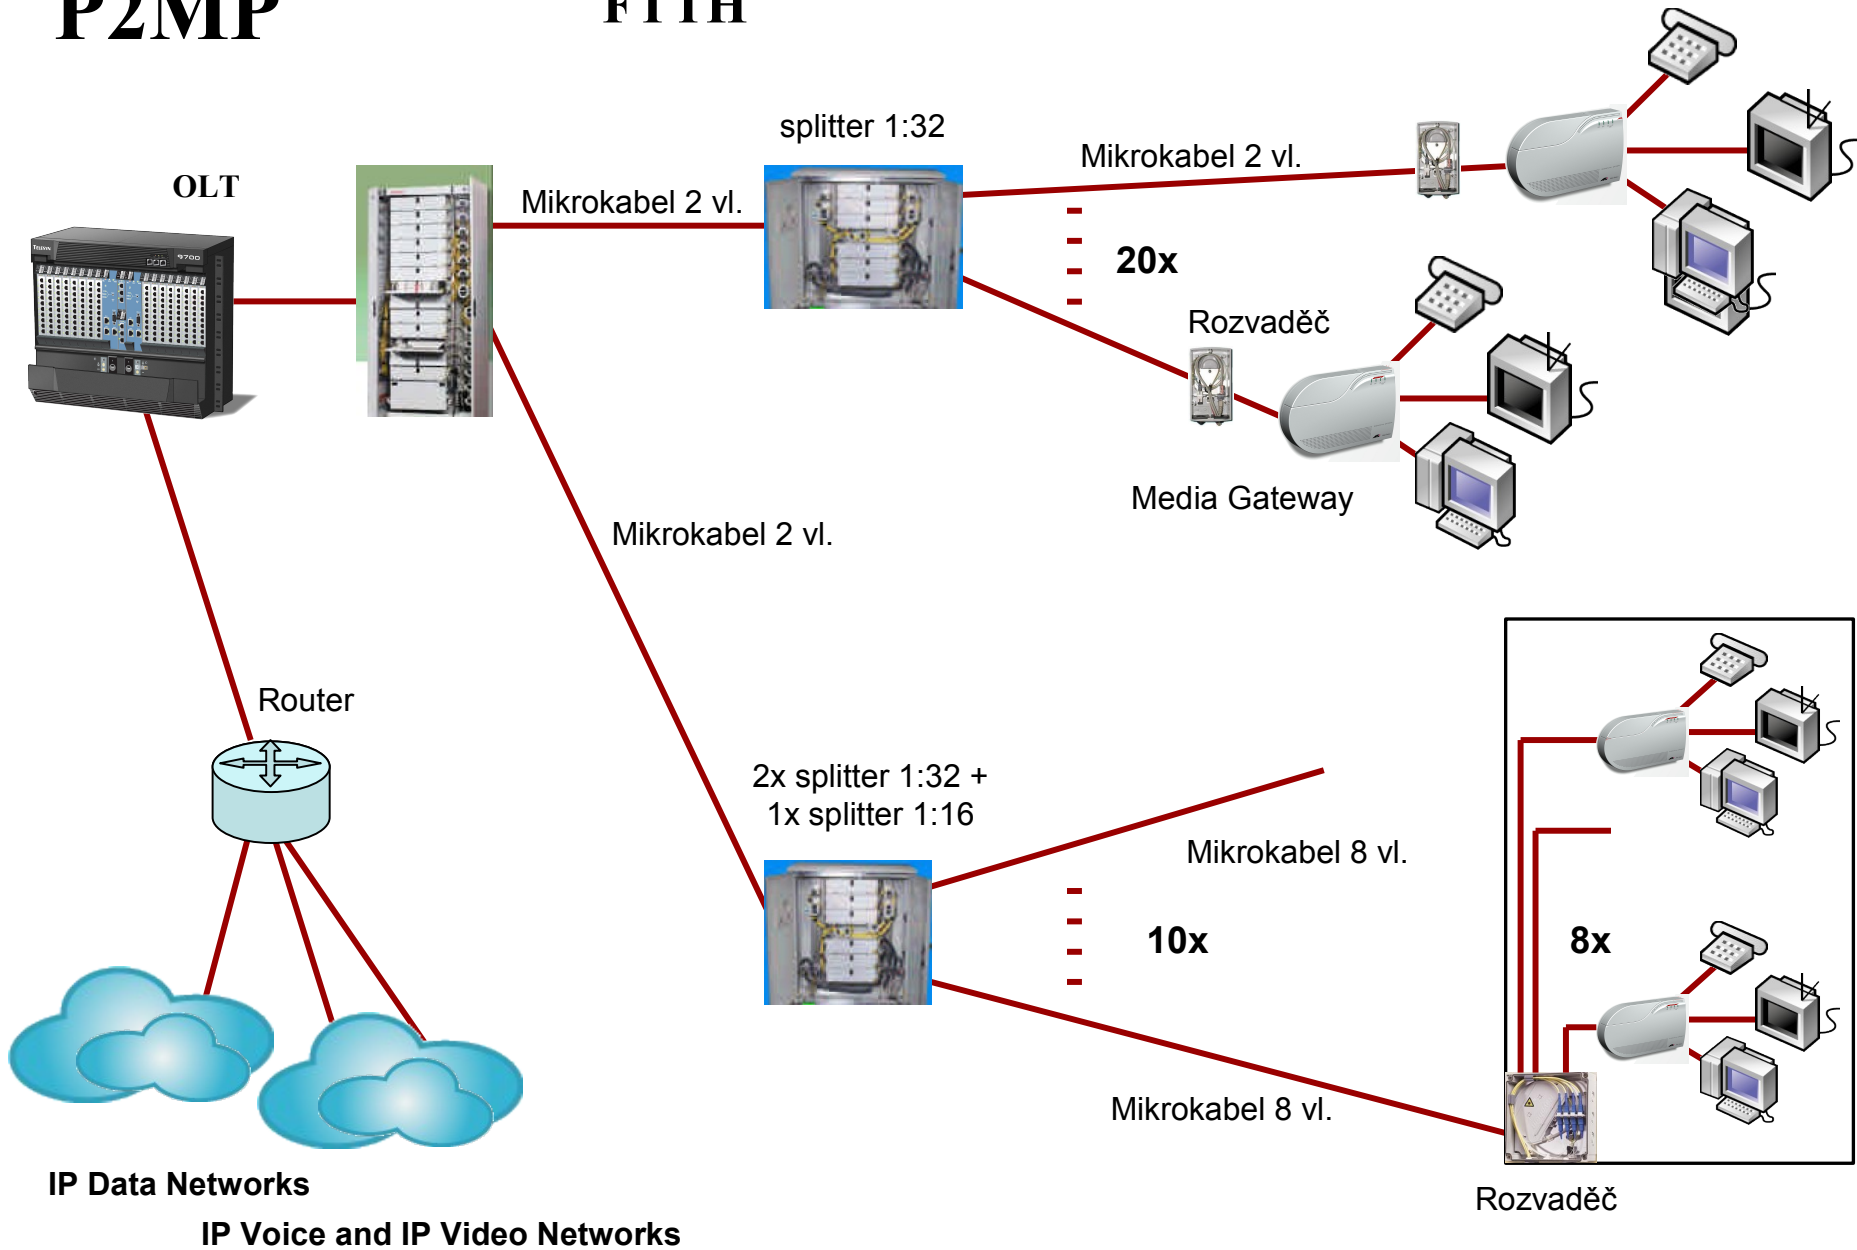 P2MP
FTTH
splitter 1:32
Mikrokabel 2 vl.
OLT
Mikrokabel 2 vl.
9700
20x
Rozvaděč
Media Gateway
Mikrokabel 2 vl.
Router
2x splitter 1:32 +
1x splitter 1:16
Mikrokabel 8 vl.
10x
8x
Mikrokabel 8 vl.
IP Data Networks
Rozvaděč
IP Voice and IP Video Networks